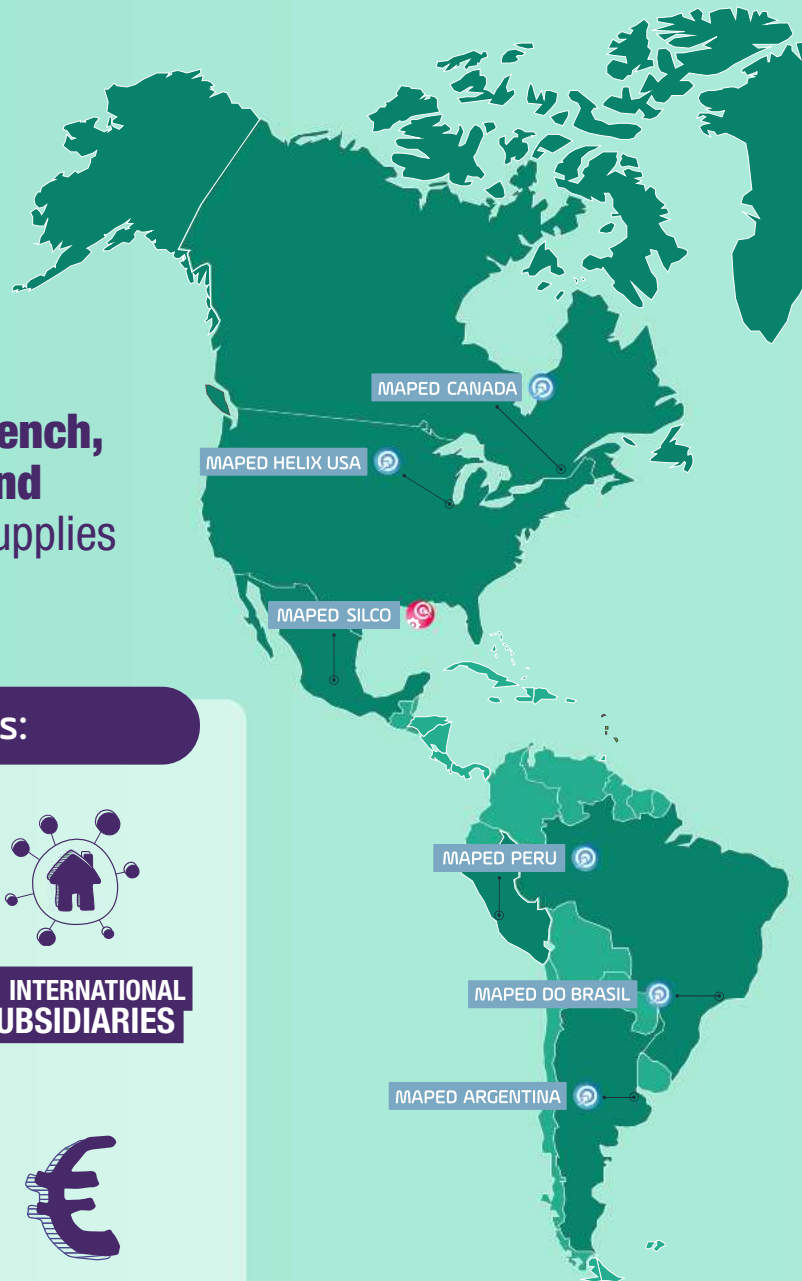 ench,
nd
upplies
s:
INTERNATIONAL
UBSIDIARIES
€
MAPED CANADA
MAPED HELIX USA
MAPED SILCO
MAPED PERU
MAPED DO BRASIL
MAPED ARGENTINA